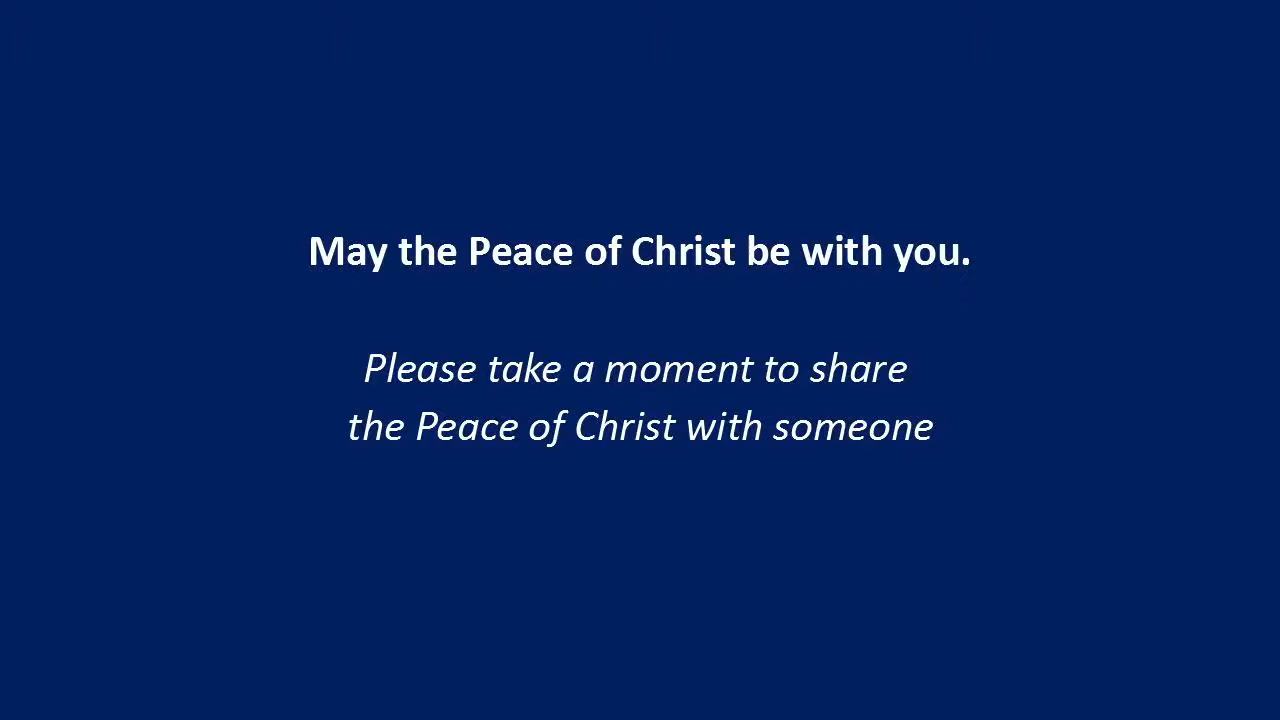 May the Peace of Christ be with you.
Please take a moment to share
the Peace of Christ with someone